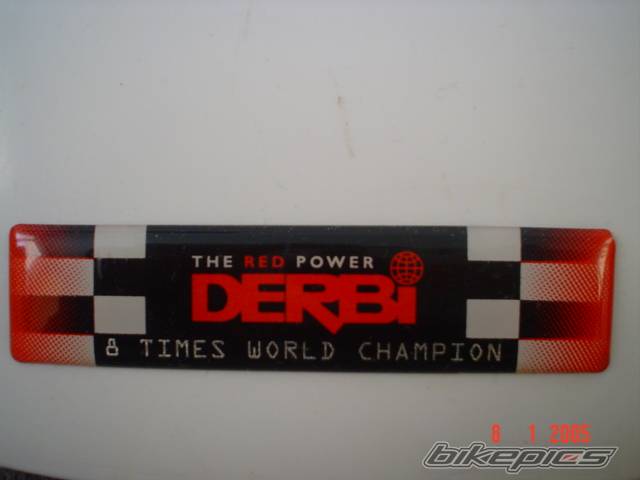 THE RED POWER
DERBi
8 TIMES WORLD CHAMPION
8 1 2005
bikepics